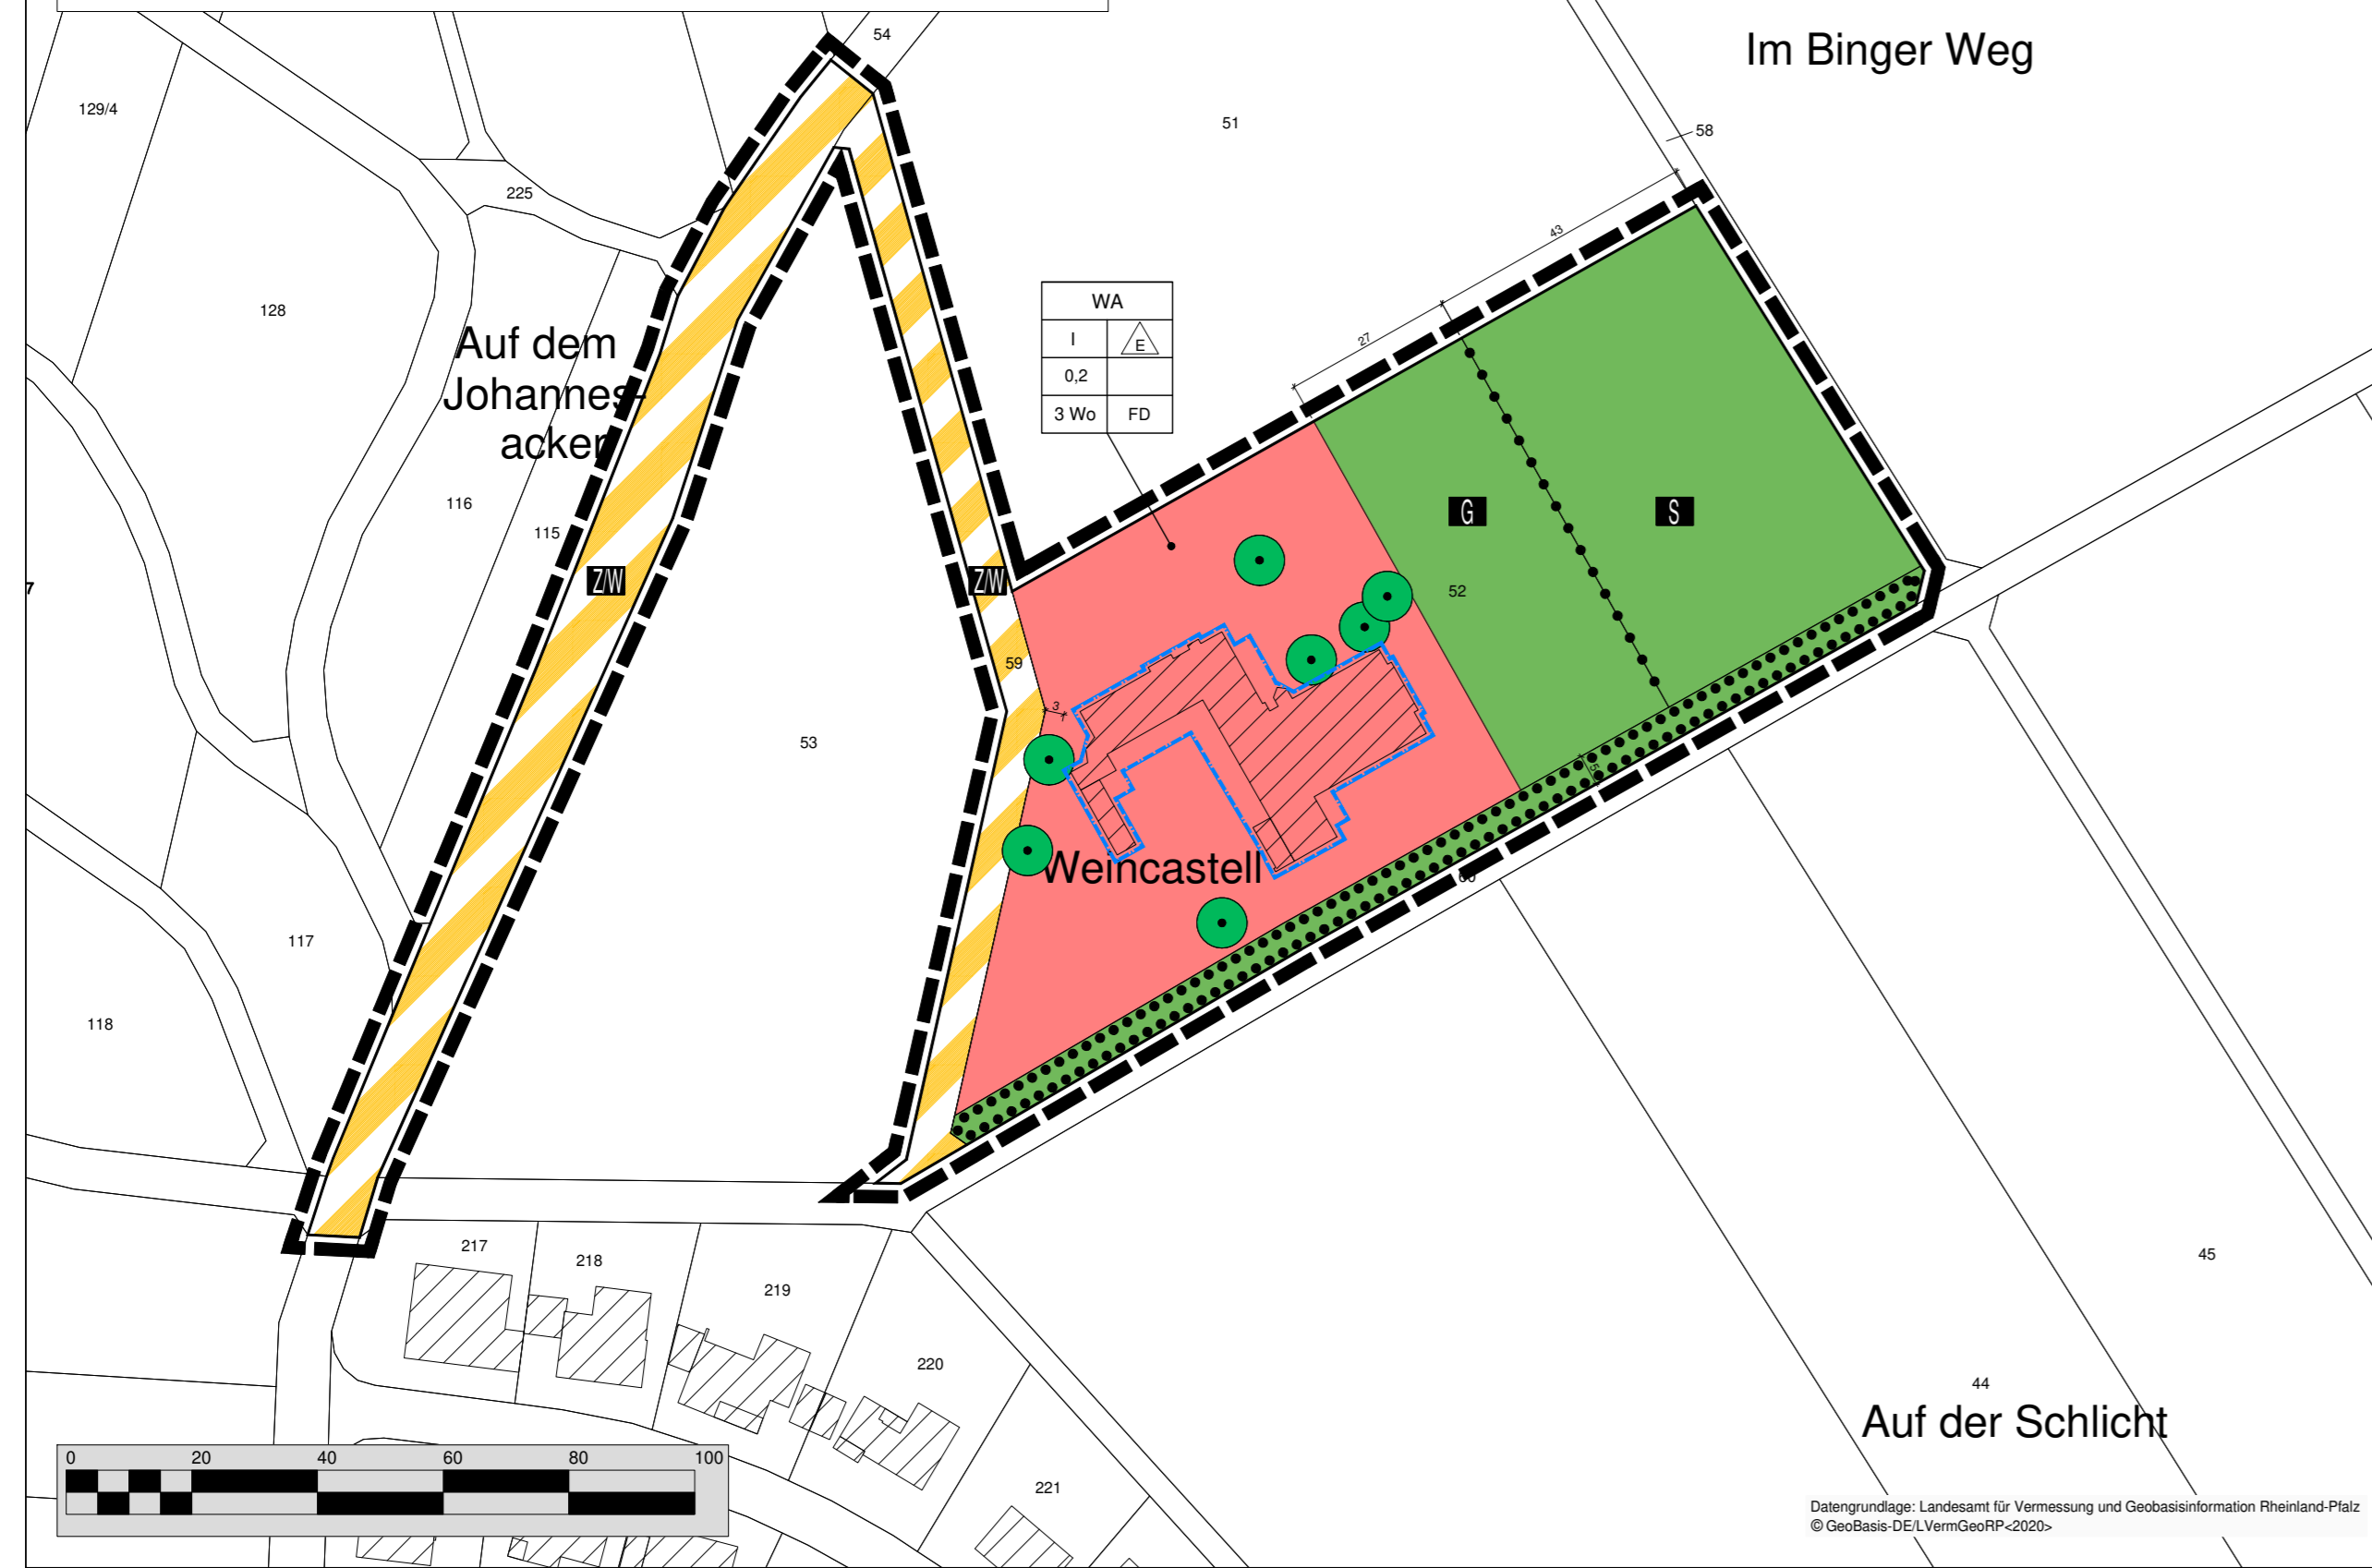 54
Im Binger Weg
129/4
51
58
225
43
128
WA
I
E
27
Auf dem
Johannes-
acker
0,2
3 Wo
FD
116
115
G
S
Z/W
Z/W
7
52
59
3
53
5
Weincastell
60
117
118
217
218
219
45
220
44
Auf der Schlicht
221
0
20
40
60
80
100
Datengrundlage: Landesamt für Vermessung und Geobasisinformation Rheinland-Pfalz
© GeoBasis-DE/LVermGeoRP<2020>